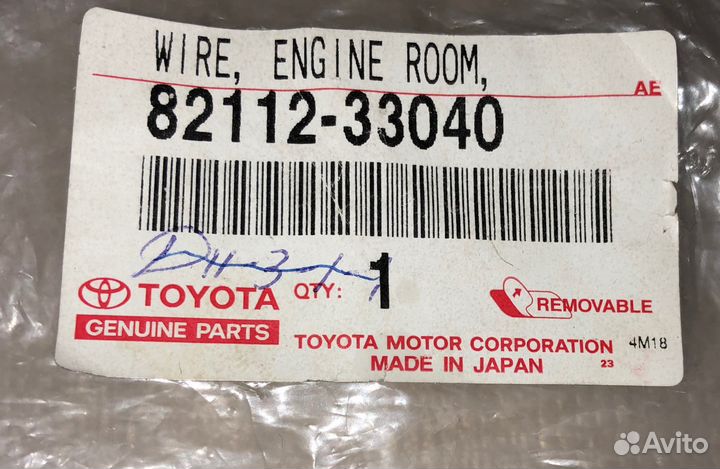 WIRE, ENGINE ROOM,
AE
82112-33040
TOYOTA QTY: 1
REMOVABLE
GENUINE PARTS
TOYOTA MOTOR CORPORATION 4M18
MADE IN JAPAN 23
Avito